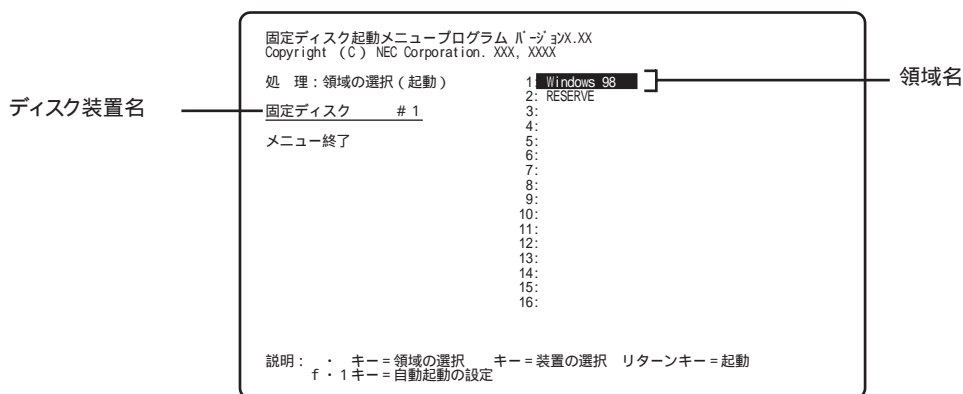 固定ディスク起動メニュープログラム ﾊﾞｰｼﾞｮﾝX.XX
Copyright （C） NEC Corporation. XXX, XXXX
処　理：領域の選択（起動）
ディスク装置名
固定ディスク　　＃1
メニュー終了
1: Windows 98
領域名
2: RESERVE
3:
4:
5:
6:
7:
8:
9:
10:
11:
12:
13:
14:
15:
16:
説明：　・　キー＝領域の選択　　キー＝装置の選択　リターンキー＝起動
f・1キー＝自動起動の設定